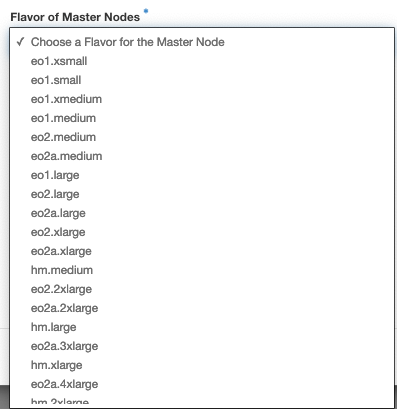 Flavor of Master Nodes *
✓ Choose a Flavor for the Master Node
eo1.xsmall
eo1.small
eo1.xmedium
eo1.medium
eo2.medium
eo2a.medium
eo1.large
eo2.large
eo2a.large
eo2.xlarge
eo2a.xlarge
hm.medium
eo2.2xlarge
eo2a.2xlarge
hm.large
eo2a.3xlarge
hm.xlarge
eo2a.4xlarge
hm.2xlarge